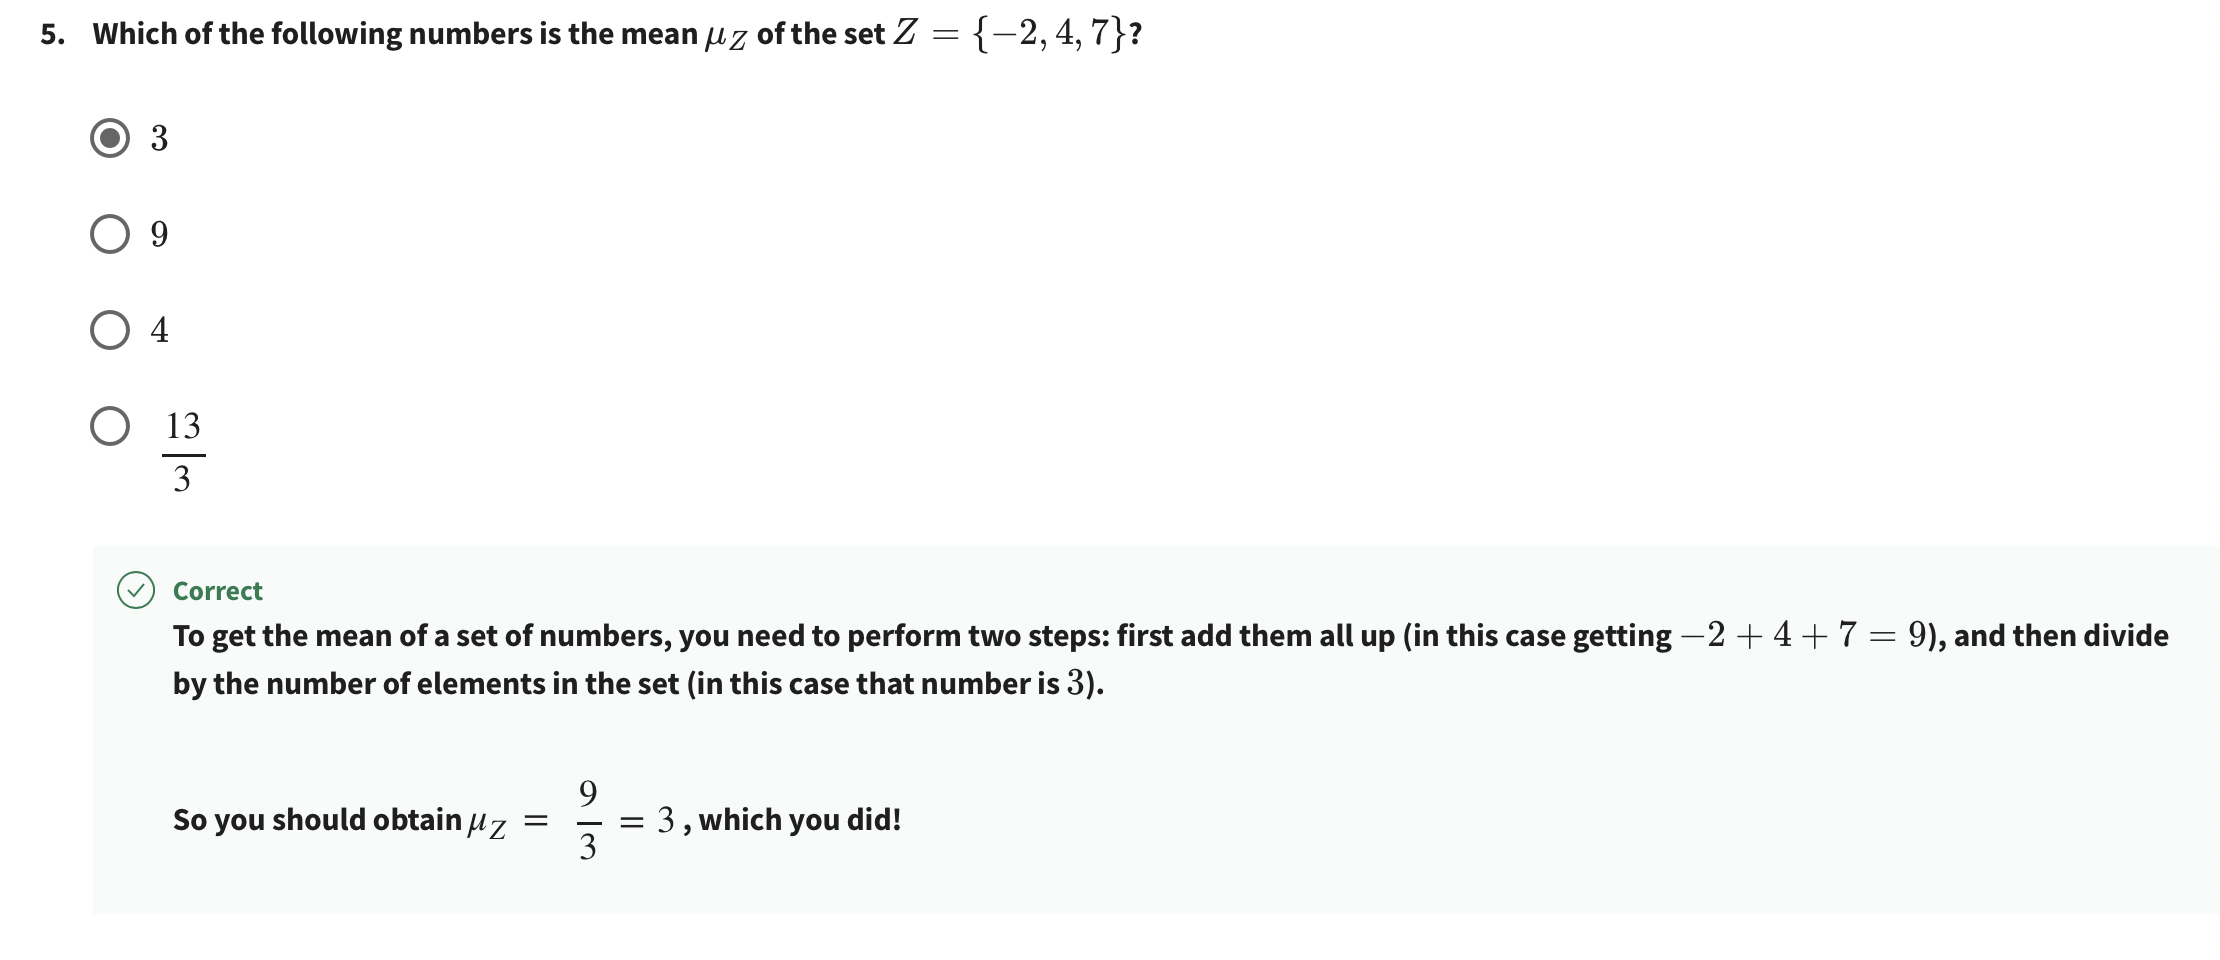 5. Which of the following numbers is the mean $\mu_Z$ of the set $Z = \{-2, 4, 7\}$?
3
9
4
$\frac{13}{3}$
Correct
To get the mean of a set of numbers, you need to perform two steps: first add them all up (in this case getting $-2 + 4 + 7 = 9$), and then divide
by the number of elements in the set (in this case that number is 3).
So you should obtain $\mu_Z = \frac{9}{3} = 3$, which you did!